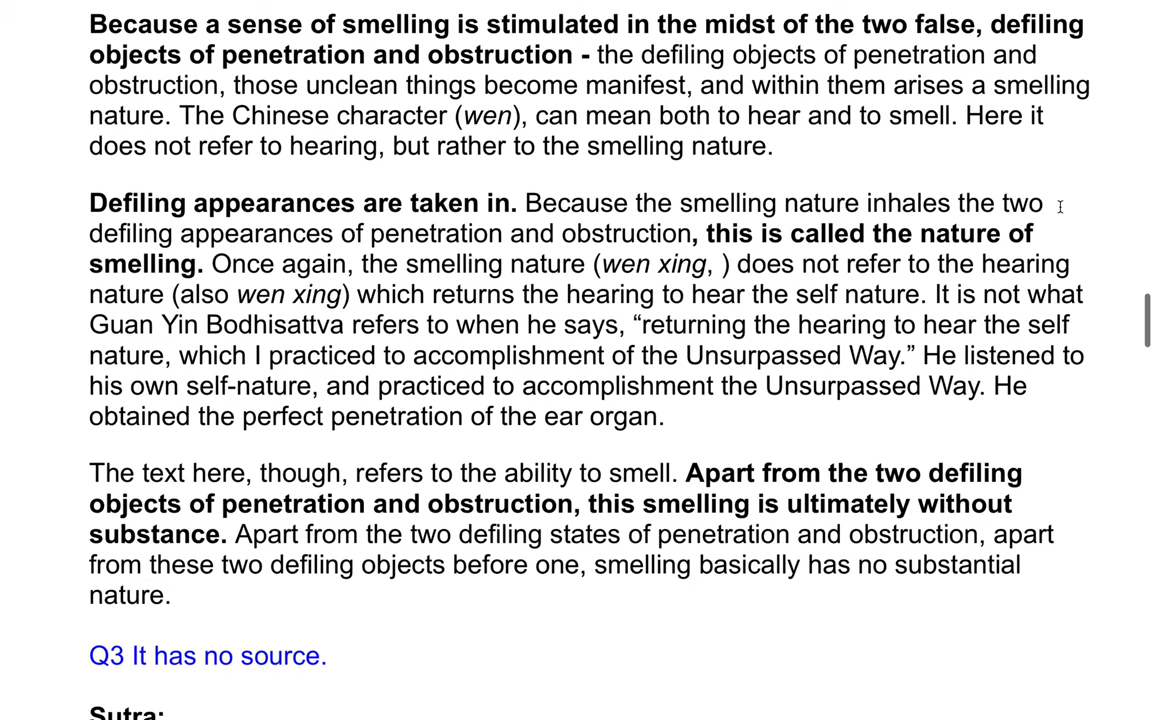 Because a sense of smelling is stimulated in the midst of the two false, defiling
objects of penetration and obstruction - the defiling objects of penetration and
obstruction, those unclean things become manifest, and within them arises a smelling
nature. The Chinese character (wen), can mean both to hear and to smell. Here it
does not refer to hearing, but rather to the smelling nature.
Defiling appearances are taken in. Because the smelling nature inhales the two
defiling appearances of penetration and obstruction, this is called the nature of
smelling. Once again, the smelling nature (wen xing, ) does not refer to the hearing
nature (also wen xing) which returns the hearing to hear the self nature. It is not what
Guan Yin Bodhisattva refers to when he says, “returning the hearing to hear the self
nature, which I practiced to accomplishment of the Unsurpassed Way.” He listened to
his own self-nature, and practiced to accomplishment the Unsurpassed Way. He
obtained the perfect penetration of the ear organ.
The text here, though, refers to the ability to smell. Apart from the two defiling
objects of penetration and obstruction, this smelling is ultimately without
substance. Apart from the two defiling states of penetration and obstruction, apart
from these two defiling objects before one, smelling basically has no substantial
nature.
Q3 It has no source.
Sutra: